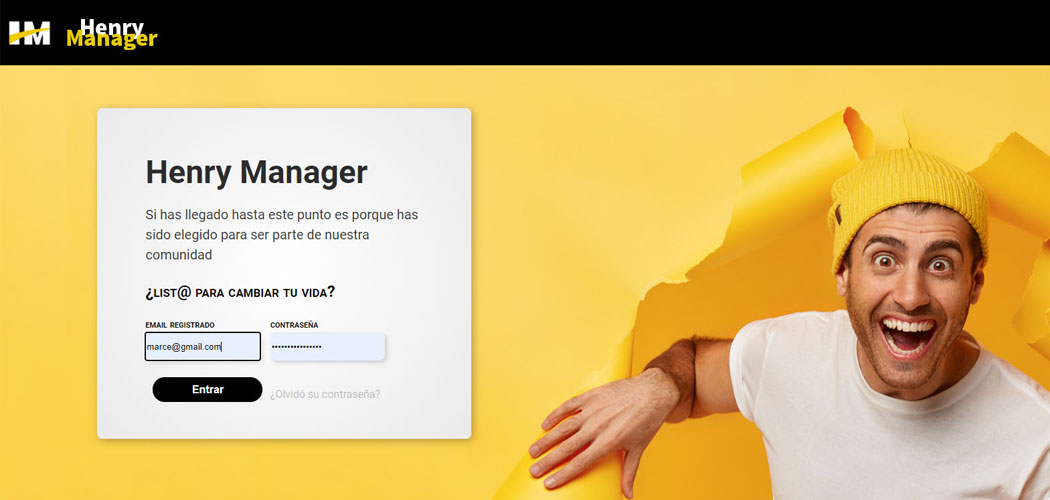 HM
Henry
Manager
Henry Manager
Si has llegado hasta este punto es porque has
sido elegido para ser parte de nuestra
comunidad
¿LIST@ PARA CAMBIAR TU VIDA?
EMAIL REGISTRADO
CONTRASEÑA
marce@gmail.com
••••••••••••••••
Entrar
¿Olvidó su contraseña?